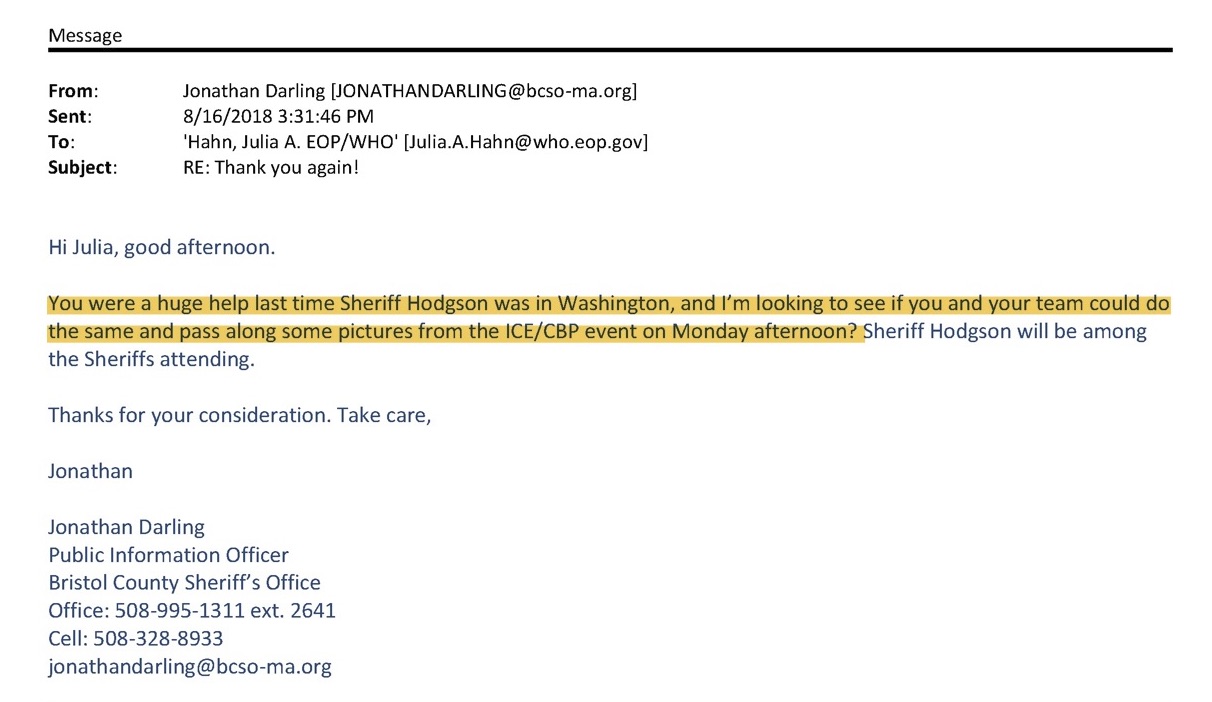 Message
From: Jonathan Darling [JONATHANDARLING@bcso-ma.org]
Sent: 8/16/2018 3:31:46 PM
To: 'Hahn, Julia A. EOP/WHO' [Julia.A.Hahn@who.eop.gov]
Subject: RE: Thank you again!
Hi Julia, good afternoon.
You were a huge help last time Sheriff Hodgson was in Washington, and I’m looking to see if you and your team could do
the same and pass along some pictures from the ICE/CBP event on Monday afternoon? Sheriff Hodgson will be among
the Sheriffs attending.
Thanks for your consideration. Take care,
Jonathan
Jonathan Darling
Public Information Officer
Bristol County Sheriff’s Office
Office: 508-995-1311 ext. 2641
Cell: 508-328-8933
jonathandarling@bcso-ma.org